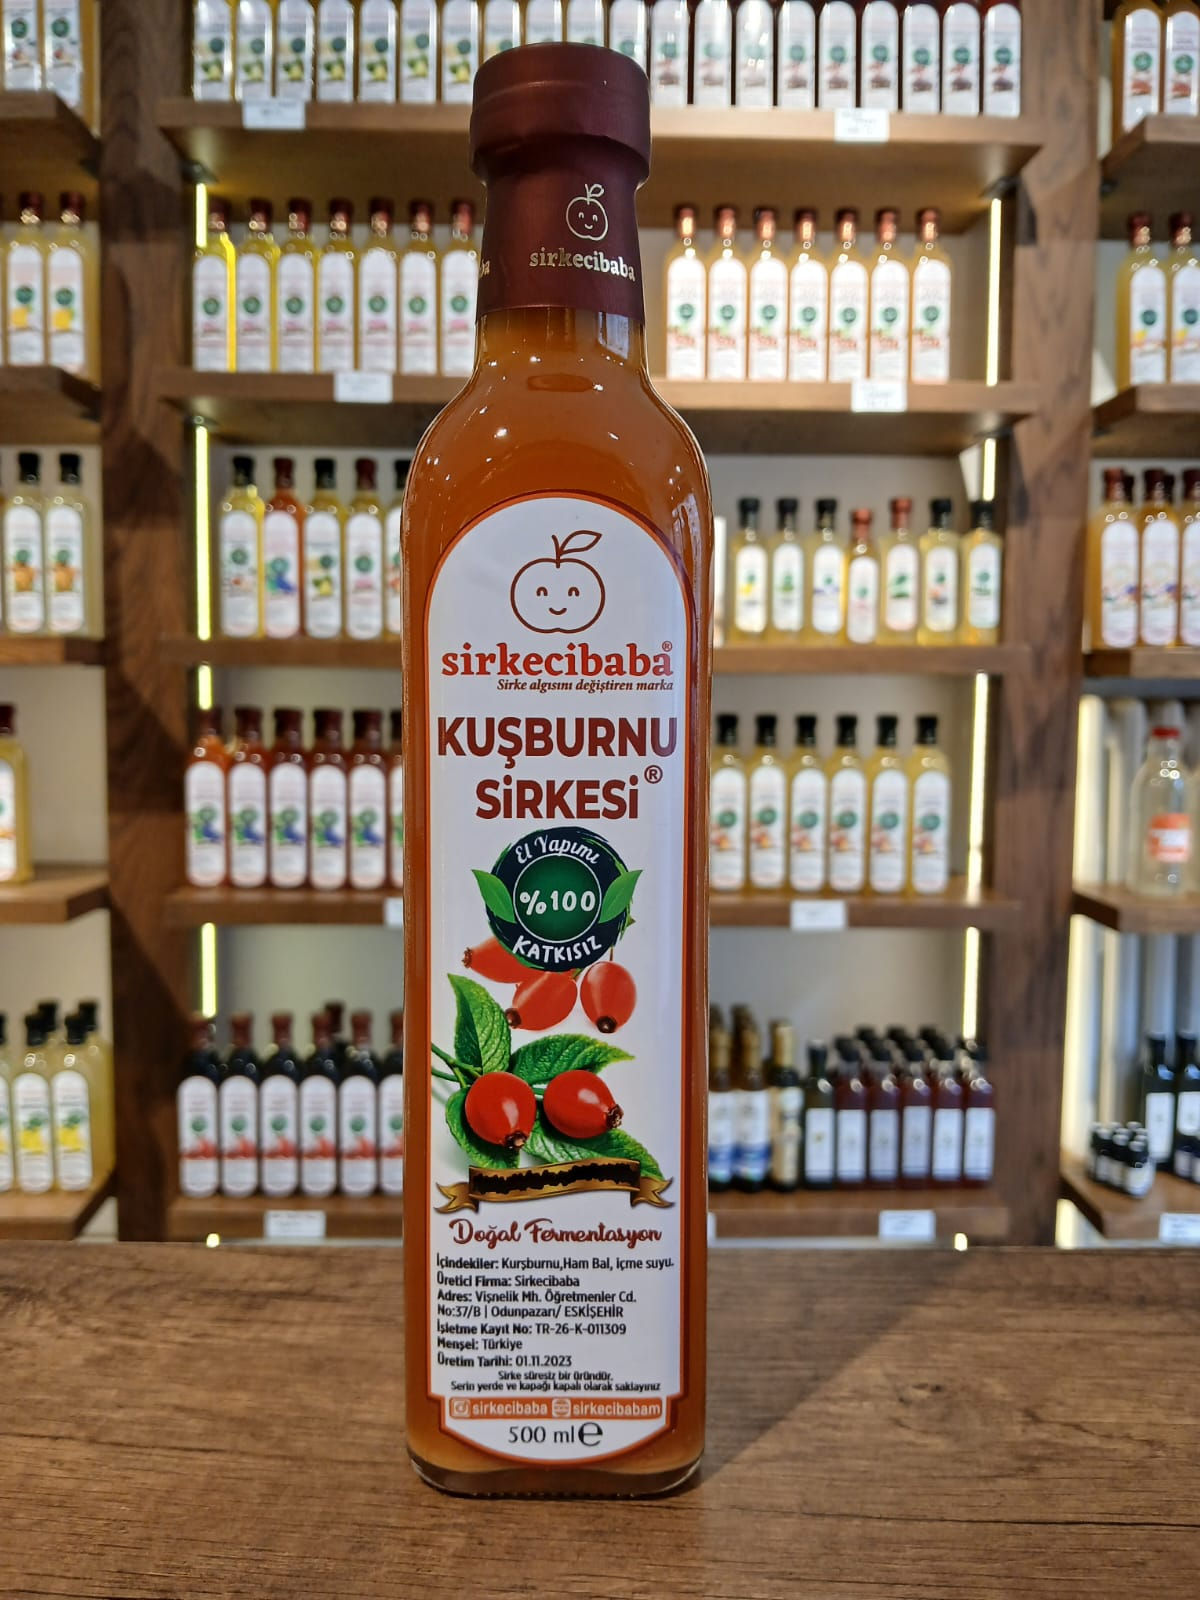 sirkecibaba
sirkecibaba®
Sirke algısını değiştiren marka
KUŞBURNU
SiRKESi®
El Yapımı
%100
KATKISIZ
Doğal Fermentasyon
İçindekiler: Kurşburnu,Ham Bal, içme suyu.
Üretici Firma: Sirkecibaba
Adres: Vişnelik Mh. Öğretmenler Cd.
No:37/B | Odunpazarı/ ESKİŞEHİR
İşletme Kayıt No: TR-26-K-011309
Menşei: Türkiye
Üretim Tarihi: 01.11.2023
Sirke süresiz bir üründür.
Serin yerde ve kapağı kapalı olarak saklayınız
sirkecibaba sirkecibabam
500 ml e